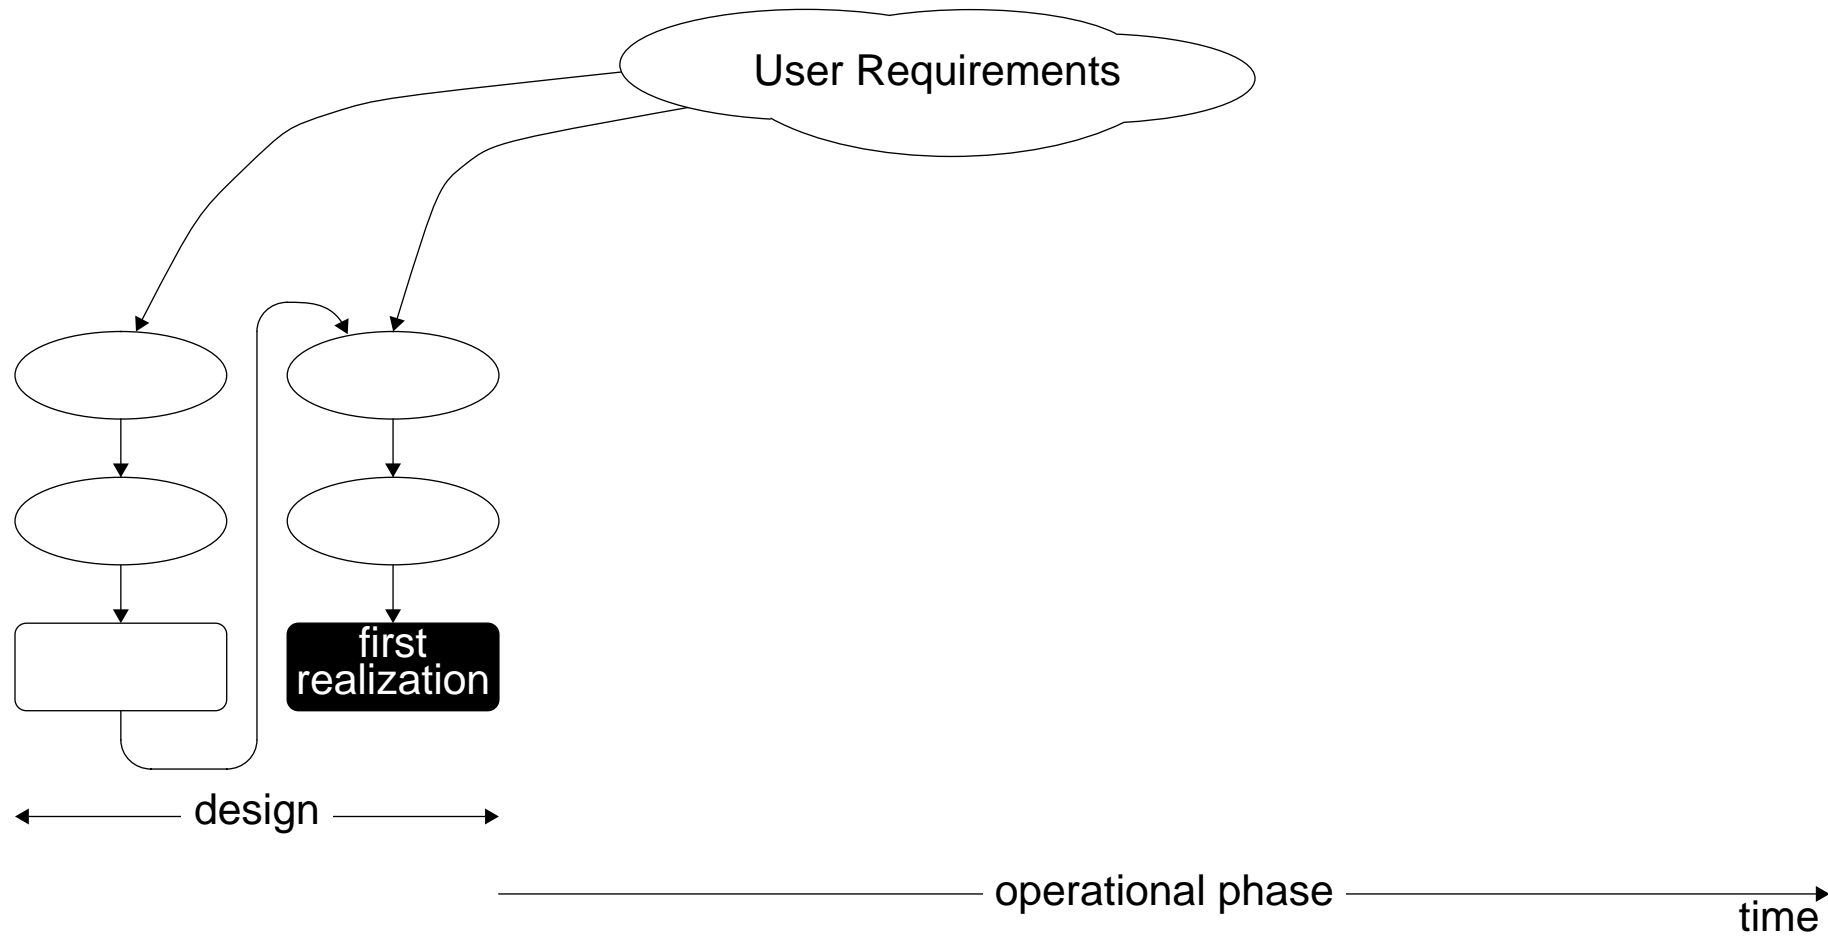 User Requirements
first
realization
design
operational phase
time